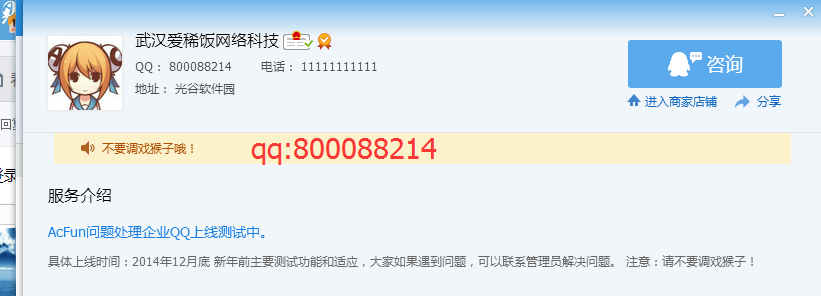 武汉爱稀饭网络科技
QQ： 800088214 电话： 11111111111
地址： 光谷软件园
咨询
进入商家店铺 分享
不要调戏猴子哦！
qq:800088214
服务介绍
AcFun问题处理企业QQ上线测试中。
具体上线时间：2014年12月底 新年前主要测试功能和适应，大家如果遇到问题，可以联系管理员解决问题。 注意：请不要调戏猴子！
看
回复
登录